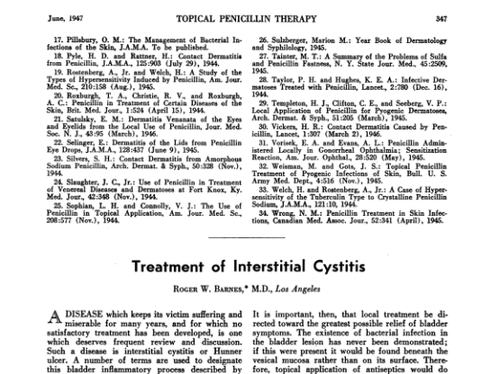 June, 1947
TOPICAL PENICILLIN THERAPY
347
17. Pillsbury, O. M.: The Management of Bacterial In-
fections of the Skin, J.A.M.A. To be published.
18. Pyle, H. D. and Rattner, H.: Contact Dermatitis
from Penicillin, J.A.M.A., 125:903 (July 29), 1944.
19. Rostenberg, A., Jr. and Welch, H.: A Study of the
Types of Hypersensitivity Induced by Penicillin, Am. Jour.
Med. Sc., 210:158 (Aug.), 1945.
20. Roxburgh, T. A., Christie, R. V., and Roxburgh,
A. C.: Penicillin in Treatment of Certain Diseases of the
Skin, Brit. Med. Jour., 1:524 (April 15), 1944.
21. Satulsky, E. M.: Dermatitis Venanata of the Eyes
and Eyelids from the Local Use of Penicillin, Jour. Med.
Soc. N. J., 43:95 (March), 1946.
22. Selinger, E.: Dermatitis of the Lids from Penicillin
Eye Drops, J.A.M.A., 128:437 (June 9), 1945.
23. Silvers, S. H.: Contact Dermatitis from Amorphous
Sodium Penicillin, Arch. Dermat. & Syph., 50:328 (Nov.),
1944.
24. Slaughter, J. C., Jr.: Use of Penicillin in Treatment
of Venereal Diseases and Dermatoses at Fort Knox, Ky.
Med. Jour., 42:348 (Nov.), 1944.
25. Sophian, L. H. and Connolly, V. J.: The Use of
Penicillin in Topical Application, Am. Jour. Med. Sc.,
208:577 (Nov.), 1944.
26. Sulzberger, Marion M.: Year Book of Dermatology
and Syphilology, 1945.
27. Tainter, M. T.: A Summary of the Problems of Sulfa
and Penicillin Fastness, N. Y. State Jour. Med., 45:2509,
1945.
28. Taylor, P. H. and Hughes, K. E. A.: Infective Der-
matoses Treated with Penicillin, Lancet., 2:780 (Dec. 16),
1944.
29. Templeton, H. J., Clifton, C. E., and Seeberg, V. P.:
Local Application of Penicillin for Pyogenic Dermatoses,
Arch. Dermat. & Syph., 51:205 (March), 1945.
30. Vickers, H. R.: Contact Dermatitis Caused by Pen-
icillin, Lancet, 1:307 (March 2), 1946.
31. Vorisek, E. A. and Evans, A. L.: Penicillin Admin-
istered Locally in Gonorrheal Ophthalmia; Sensitization
Reaction, Am. Jour. Ophthal., 28:520 (May), 1945.
32. Weisman, M. and Gots, J. S.: Topical Penicillin
Treatment of Pyogenic Infections of Skin, Bull. U. S.
Army Med. Dept., 4:516 (Nov.), 1945.
33. Welch, H. and Rostenberg, A., Jr.: A Case of Hyper-
sensitivity of the Tuberculin Type to Crystalline Penicillin
Sodium, J.A.M.A., 121:10, 1944.
34. Wrong, N. M.: Penicillin Treatment in Skin Infec-
tions, Canadian Med. Assoc. Jour., 52:341 (April), 1945.
Treatment of Interstitial Cystitis
ROGER W. BARNES,* M.D., Los Angeles
A DISEASE which keeps its victim suffering and
miserable for many years, and for which no
satisfactory treatment has been developed, is one
which deserves frequent review and discussion.
Such a disease is interstitial cystitis or Hunner
ulcer. A number of terms are used to designate
this bladder inflammatory process described by
It is important, then, that local treatment be di-
rected toward the greatest possible relief of bladder
symptoms. The existence of bacterial infection in
the bladder lesion has never been demonstrated;
if this were present it would be found beneath the
vesical mucosa rather than on its surface. There-
fore, topical application of antiseptics would do